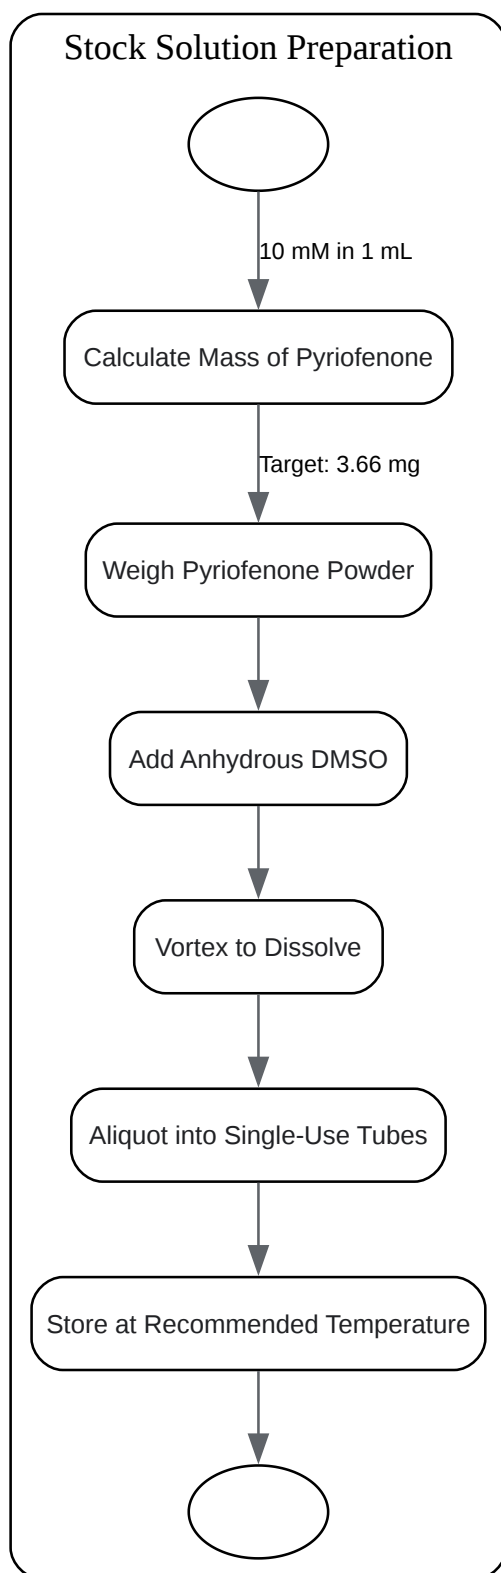 Stock Solution Preparation
10 mM in 1 mL
Calculate Mass of Pyriofenone
Target: 3.66 mg
Weigh Pyriofenone Powder
Add Anhydrous DMSO
Vortex to Dissolve
Aliquot into Single-Use Tubes
Store at Recommended Temperature